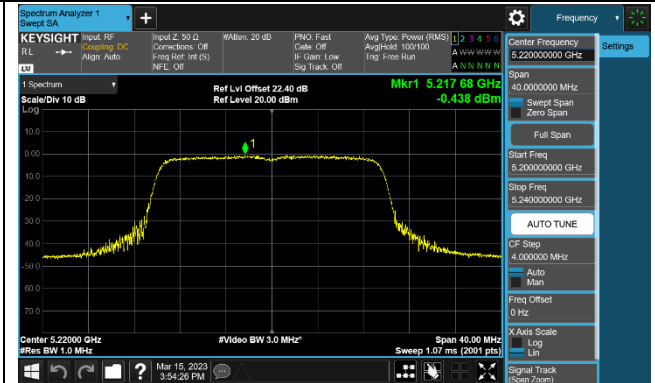 Spectrum Analyzer 1
Swept SA
+
Frequency
KEYSIGHT
RL
LXI
Input: RF
Coupling: DC
Align: Auto
Input Z: 50 Ω
Corrections: Off
Freq Ref: Int (S)
NFE: Off
#Atten: 20 dB
PNO: Fast
Gate: Off
IF Gain: Low
Sig Track: Off
Avg Type: Power (RMS)
Avg|Hold: 100/100
Trig: Free Run
1 2 3 4 5 6
A W W W W W
A N N N N N
1 Spectrum
Scale/Div 10 dB
Log
Ref Lvl Offset 22.40 dB
Ref Level 20.00 dBm
Mkr1 5.217 68 GHz
-0.438 dBm
10.0
0.00
-10.0
-20.0
-30.0
-40.0
-50.0
-60.0
-70.0
1
Center 5.22000 GHz
#Res BW 1.0 MHz
#Video BW 3.0 MHz*
Span 40.00 MHz
Sweep 1.07 ms (2001 pts)
Center Frequency
5.220000000 GHz
Settings
Span
40.0000000 MHz
Swept Span
Zero Span
Full Span
Start Freq
5.200000000 GHz
Stop Freq
5.240000000 GHz
AUTO TUNE
CF Step
4.000000 MHz
Auto
Man
Freq Offset
0 Hz
X Axis Scale
Log
Lin
Signal Track
(Span Zoom)
?
Mar 15, 2023
3:54:26 PM